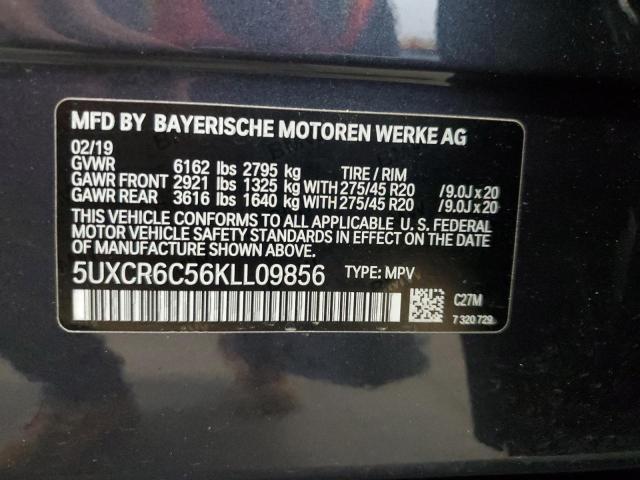 MFD BY BAYERISCHE MOTOREN WERKE AG
02/19
GVWR 6162 lbs 2795 kg TIRE / RIM
GAWR FRONT 2921 lbs 1325 kg WITH 275/45 R20 /9.0J x 20
GAWR REAR 3616 lbs 1640 kg WITH 275/45 R20 /9.0J x 20
THIS VEHICLE CONFORMS TO ALL APPLICABLE U. S. FEDERAL
MOTOR VEHICLE SAFETY STANDARDS IN EFFECT ON THE DATE OF
MANUFACTURE SHOWN ABOVE.
5UXCR6C56KLL09856 TYPE: MPV
C27M
7 320 729